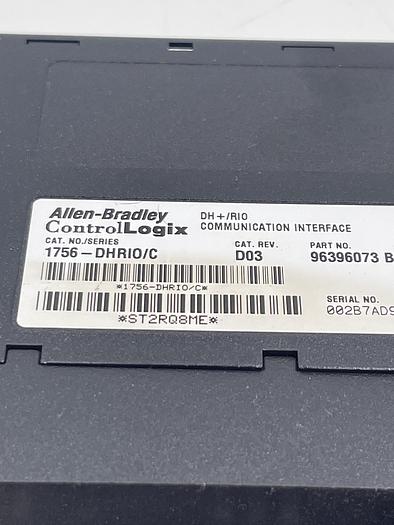 Allen-Bradley
ControlLogix
DH+/RIO
COMMUNICATION INTERFACE
CAT. NO./SERIES
CAT. REV.
PART NO.
1756-DHRIO/C
D03
96396073 B
*1756-DHRIO/C*
SERIAL NO.
002B7AD9
*ST2RQ8ME*